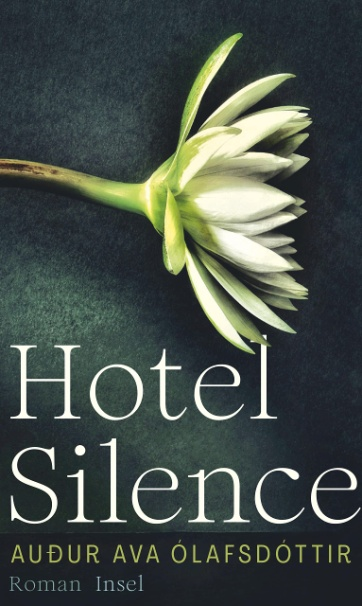 Hotel
Silence
AUÐUR AVA ÓLAFSDÓTTIR
Roman Insel